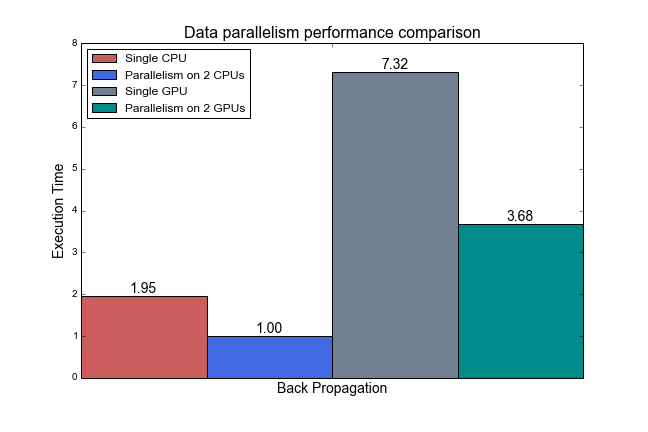 Data parallelism performance comparison
8
7
6
5
4
3
2
1
0
Execution Time
Single CPU
Parallelism on 2 CPUs
Single GPU
Parallelism on 2 GPUs
1.95
1.00
7.32
3.68
Back Propagation